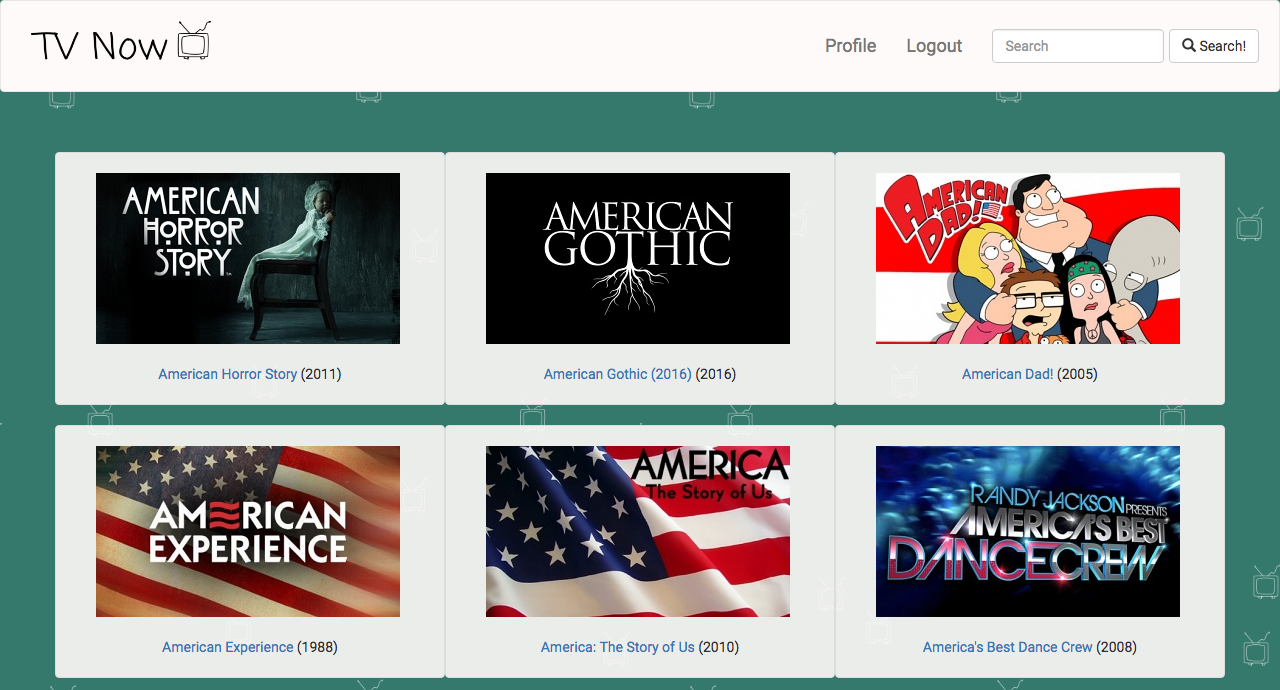 TV Now
Profile
Logout
Search
Search!
AMERICAN
HORROR
STORY™
American Horror Story (2011)
AMERICAN
GOTHIC
American Gothic (2016) (2016)
AMERICAN
DAD!
American Dad! (2005)
AMERICAN
EXPERIENCE
American Experience (1988)
AMERICA
The Story of Us
America: The Story of Us (2010)
RANDY JACKSON PRESENTS
AMERICA'S BEST
DANCECREW
America's Best Dance Crew (2008)